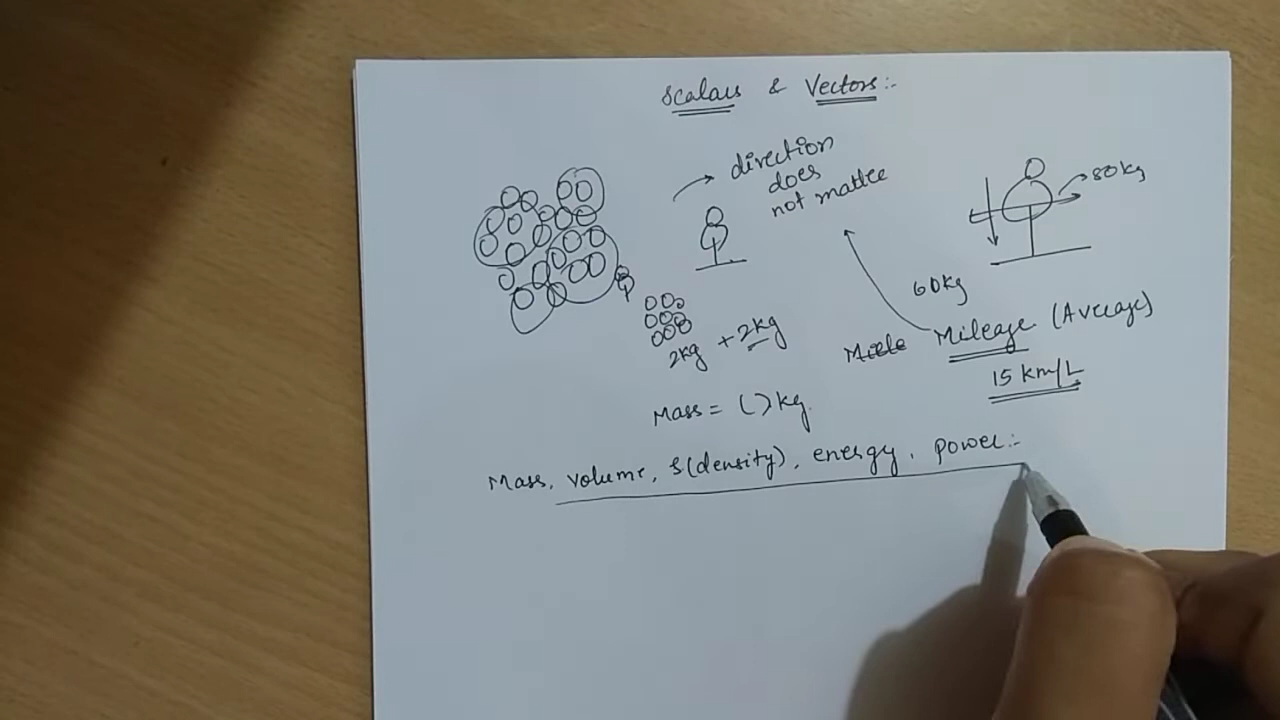 Scalars & Vectors:-
direction
does
not matter
80kg
60kg
2kg + 2kg
Mileage (Average)
15 km/L
Mass = ( ) kg.
Mass, volume, ρ(density), energy, power:-